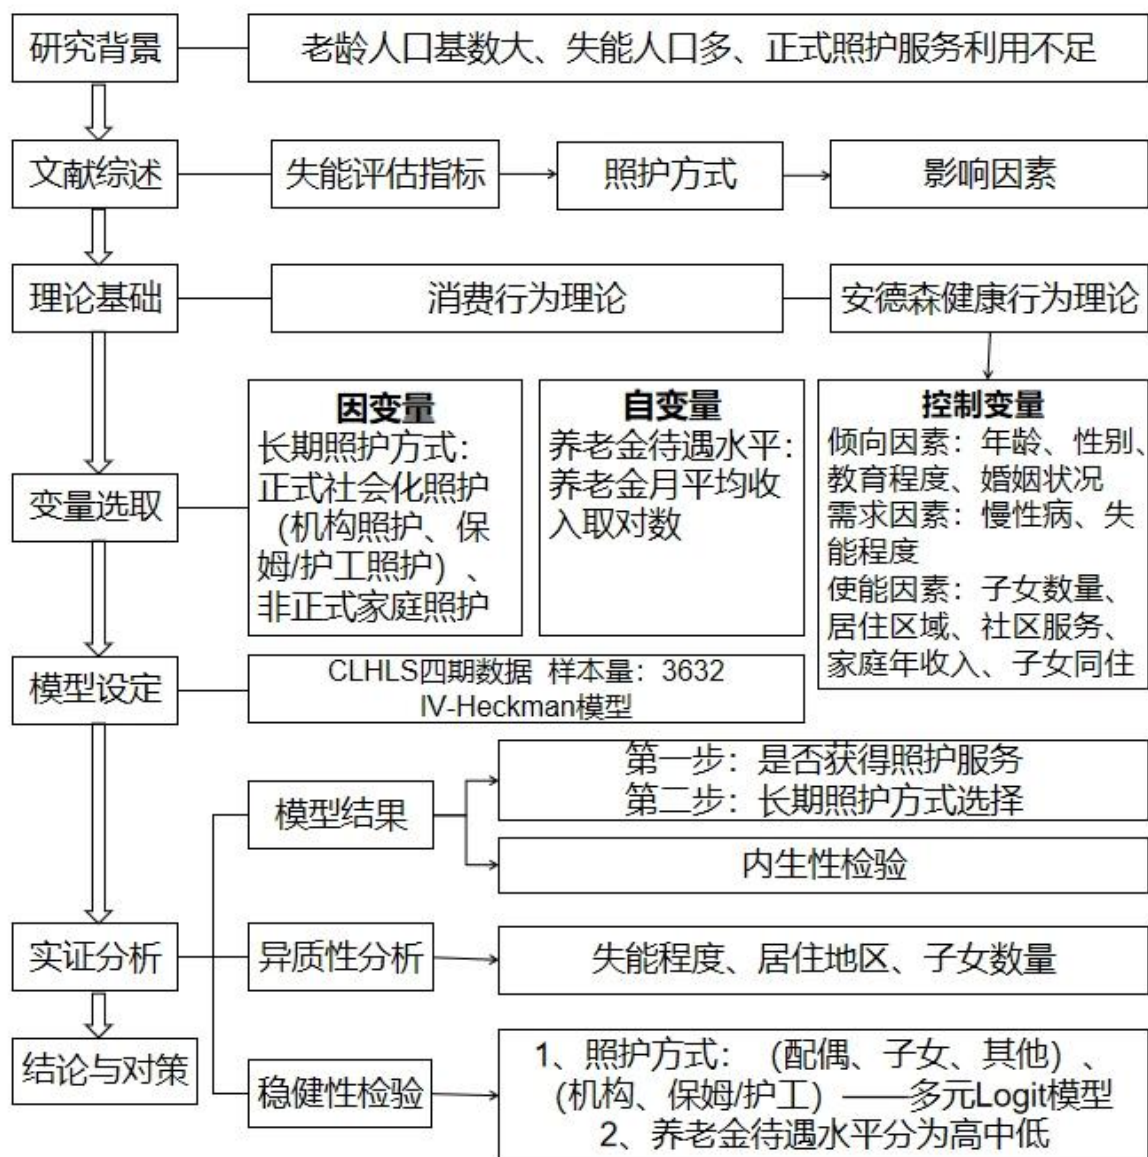 研究背景
老龄人口基数大、失能人口多、正式照护服务利用不足
文献综述
失能评估指标
照护方式
影响因素
理论基础
消费行为理论
安德森健康行为理论
变量选取
因变量
长期照护方式：
正式社会化照护
（机构照护、保
姆/护工照护）、
非正式家庭照护
自变量
养老金待遇水平：
养老金月平均收
入取对数
控制变量
倾向因素：年龄、性别、
教育程度、婚姻状况
需求因素：慢性病、失
能程度
使能因素：子女数量、
居住区域、社区服务、
家庭年收入、子女同住
模型设定
CLHLS四期数据 样本量：3632
IV-Heckman模型
实证分析
模型结果
第一步：是否获得照护服务
第二步：长期照护方式选择
内生性检验
异质性分析
失能程度、居住地区、子女数量
稳健性检验
1、照护方式：（配偶、子女、其他）、
（机构、保姆/护工）——多元Logit模型
2、养老金待遇水平分为高中低
结论与对策